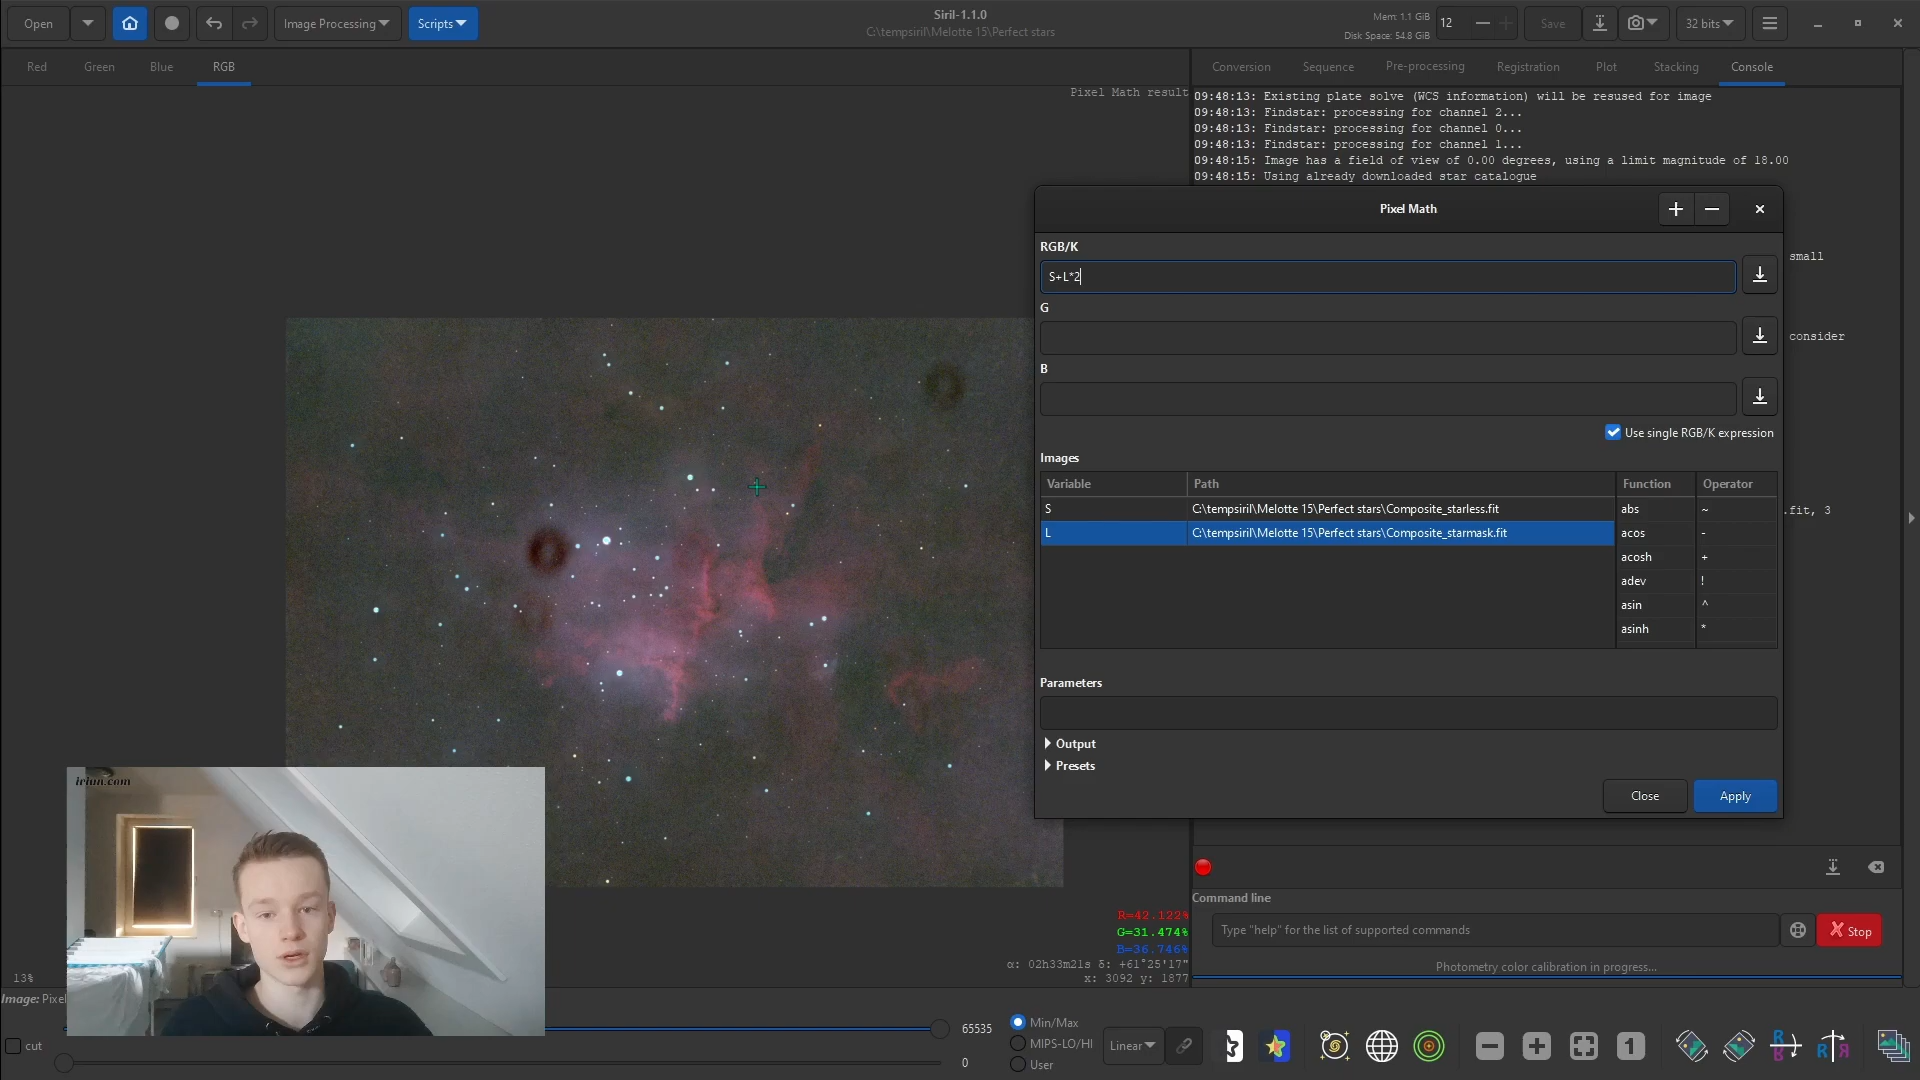 Open
Image Processing
Scripts
Siril-1.1.0
C:\tempsiril\Melotte 15\Perfect stars
Mem: 1.1 GiB
Disk Space: 54.8 GiB
12
Save
32 bits
Red
Green
Blue
RGB
Conversion
Sequence
Pre-processing
Registration
Plot
Stacking
Console
Pixel Math result
09:48:13: Existing plate solve (WCS information) will be resused for image
09:48:13: Findstar: processing for channel 2...
09:48:13: Findstar: processing for channel 0...
09:48:13: Findstar: processing for channel 1...
09:48:15: Image has a field of view of 0.00 degrees, using a limit magnitude of 18.00
09:48:15: Using already downloaded star catalogue
small
consider
.fit, 3
Pixel Math
RGB/K
S+L*2
G
B
Use single RGB/K expression
Images
Variable
Path
Function
Operator
S
C:\tempsiril\Melotte 15\Perfect stars\Composite_starless.fit
abs
~
L
C:\tempsiril\Melotte 15\Perfect stars\Composite_starmask.fit
acos
-
acosh
+
adev
!
asin
^
asinh
*
Parameters
Output
Presets
Close
Apply
Command line
Type "help" for the list of supported commands
Stop
Photometry color calibration in progress...
R=42.122%
G=31.474%
B=36.746%
α: 02h33m21s δ: +61°25'17"
x: 3092 y: 1877
13%
Image: Pixel
iriun.com
65535
cut
0
Min/Max
MIPS-LO/HI
User
Linear
1
R
R
R
R